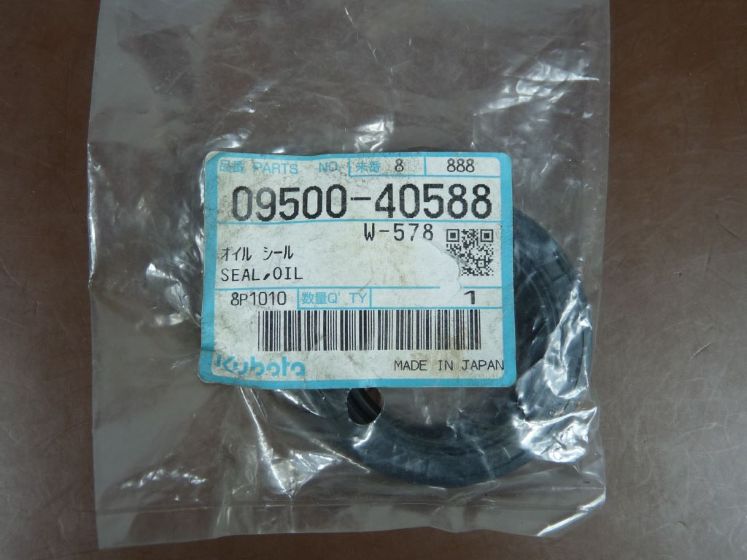 品番 PARTS NO. 来番 8 888
09500-40588
W-578
オイル シール
SEAL,OIL
8P1010 数量Q'TY 1
Kubota MADE IN JAPAN